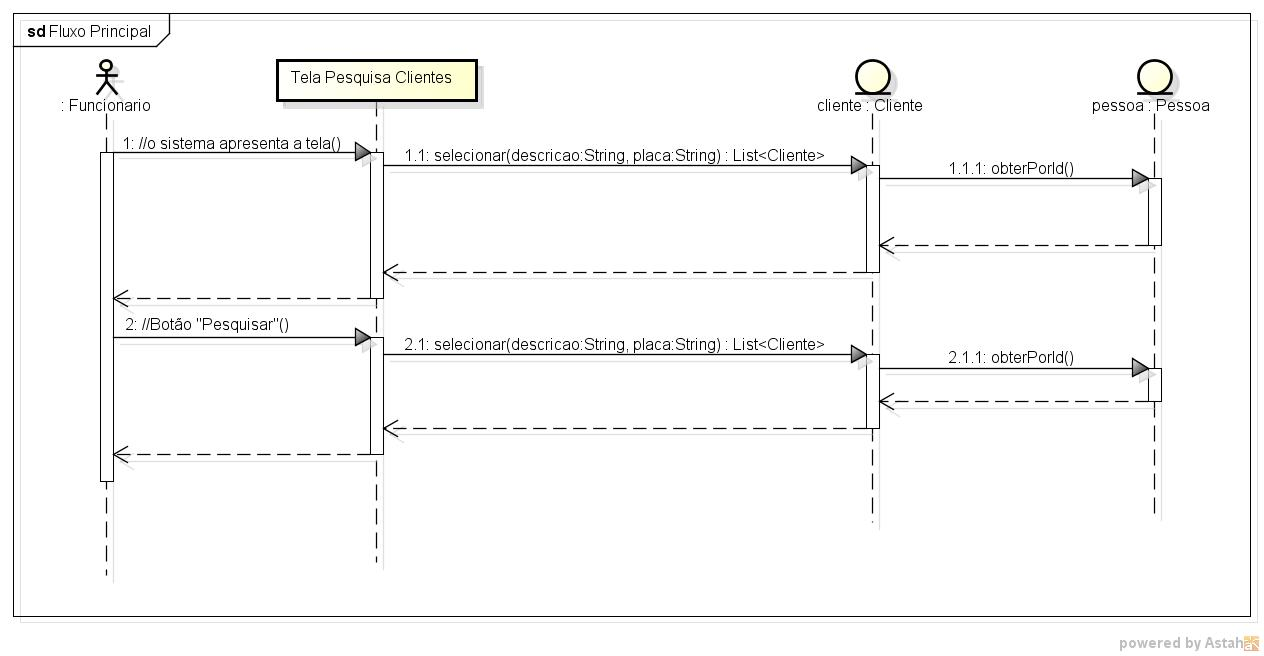 sd Fluxo Principal
Tela Pesquisa Clientes
: Funcionario
cliente : Cliente
pessoa : Pessoa
1: //o sistema apresenta a tela()
1.1: selecionar(descricao:String, placa:String) : List<Cliente>
1.1.1: obterPorId()
2: //Botão "Pesquisar"()
2.1: selecionar(descricao:String, placa:String) : List<Cliente>
2.1.1: obterPorId()
powered by Astah